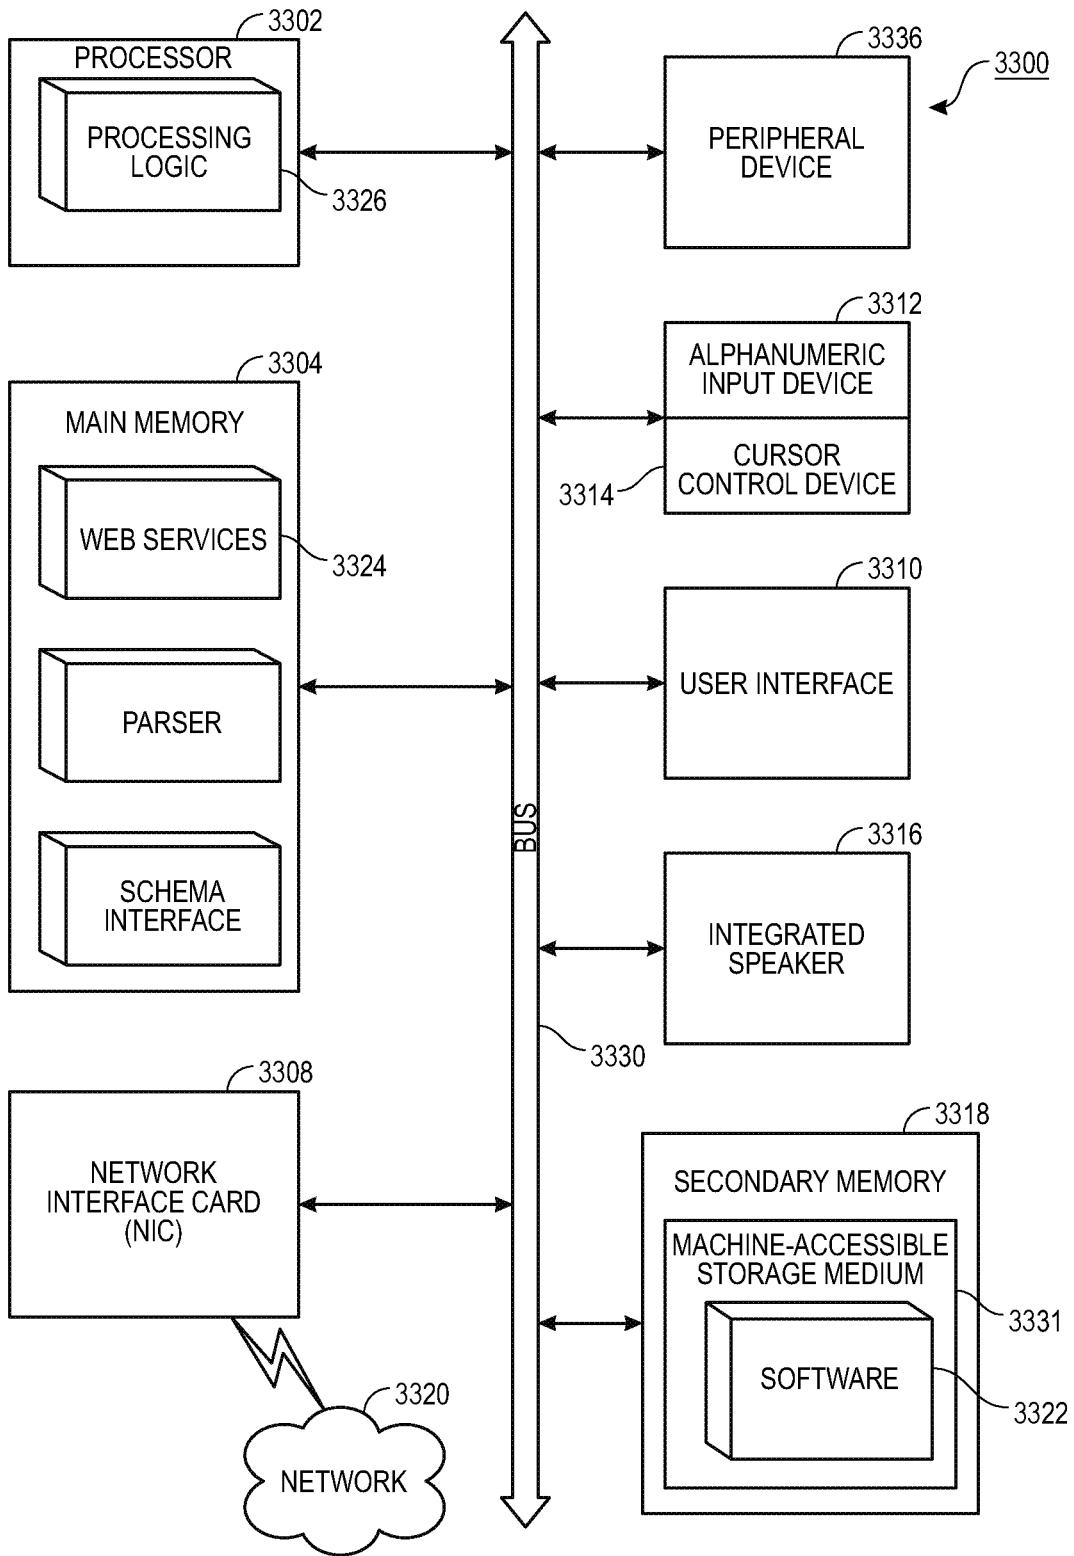 3302
PROCESSOR
PROCESSING
LOGIC
3326
3336
PERIPHERAL
DEVICE
3300
3304
MAIN MEMORY
WEB SERVICES
3324
PARSER
SCHEMA
INTERFACE
3312
ALPHANUMERIC
INPUT DEVICE
CURSOR
CONTROL DEVICE
3314
3310
USER INTERFACE
BUS
3316
INTEGRATED
SPEAKER
3330
3308
NETWORK
INTERFACE CARD
(NIC)
3320
NETWORK
3318
SECONDARY MEMORY
MACHINE-ACCESSIBLE
STORAGE MEDIUM
3331
SOFTWARE
3322